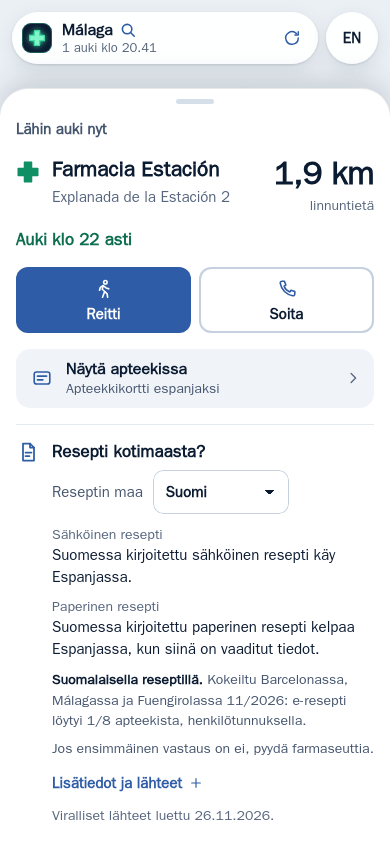 Málaga
1 auki klo 20.41
EN
Lähin auki nyt
Farmacia Estación
1,9 km
Explanada de la Estación 2
linnuntietä
Auki klo 22 asti
Reitti
Soita
Näytä apteekissa
Apteekkikortti espanjaksi
Resepti kotimaasta?
Reseptin maa
Suomi
Sähköinen resepti
Suomessa kirjoitettu sähköinen resepti käy
Espanjassa.
Paperinen resepti
Suomessa kirjoitettu paperinen resepti kelpaa
Espanjassa, kun siinä on vaaditut tiedot.
Suomalaisella reseptillä. Kokeiltu Barcelonassa,
Málagassa ja Fuengirolassa 11/2026: e-resepti
löytyi 1/8 apteekista, henkilötunnuksella.
Jos ensimmäinen vastaus on ei, pyydä farmaseuttia.
Lisätiedot ja lähteet +
Viralliset lähteet luettu 26.11.2026.